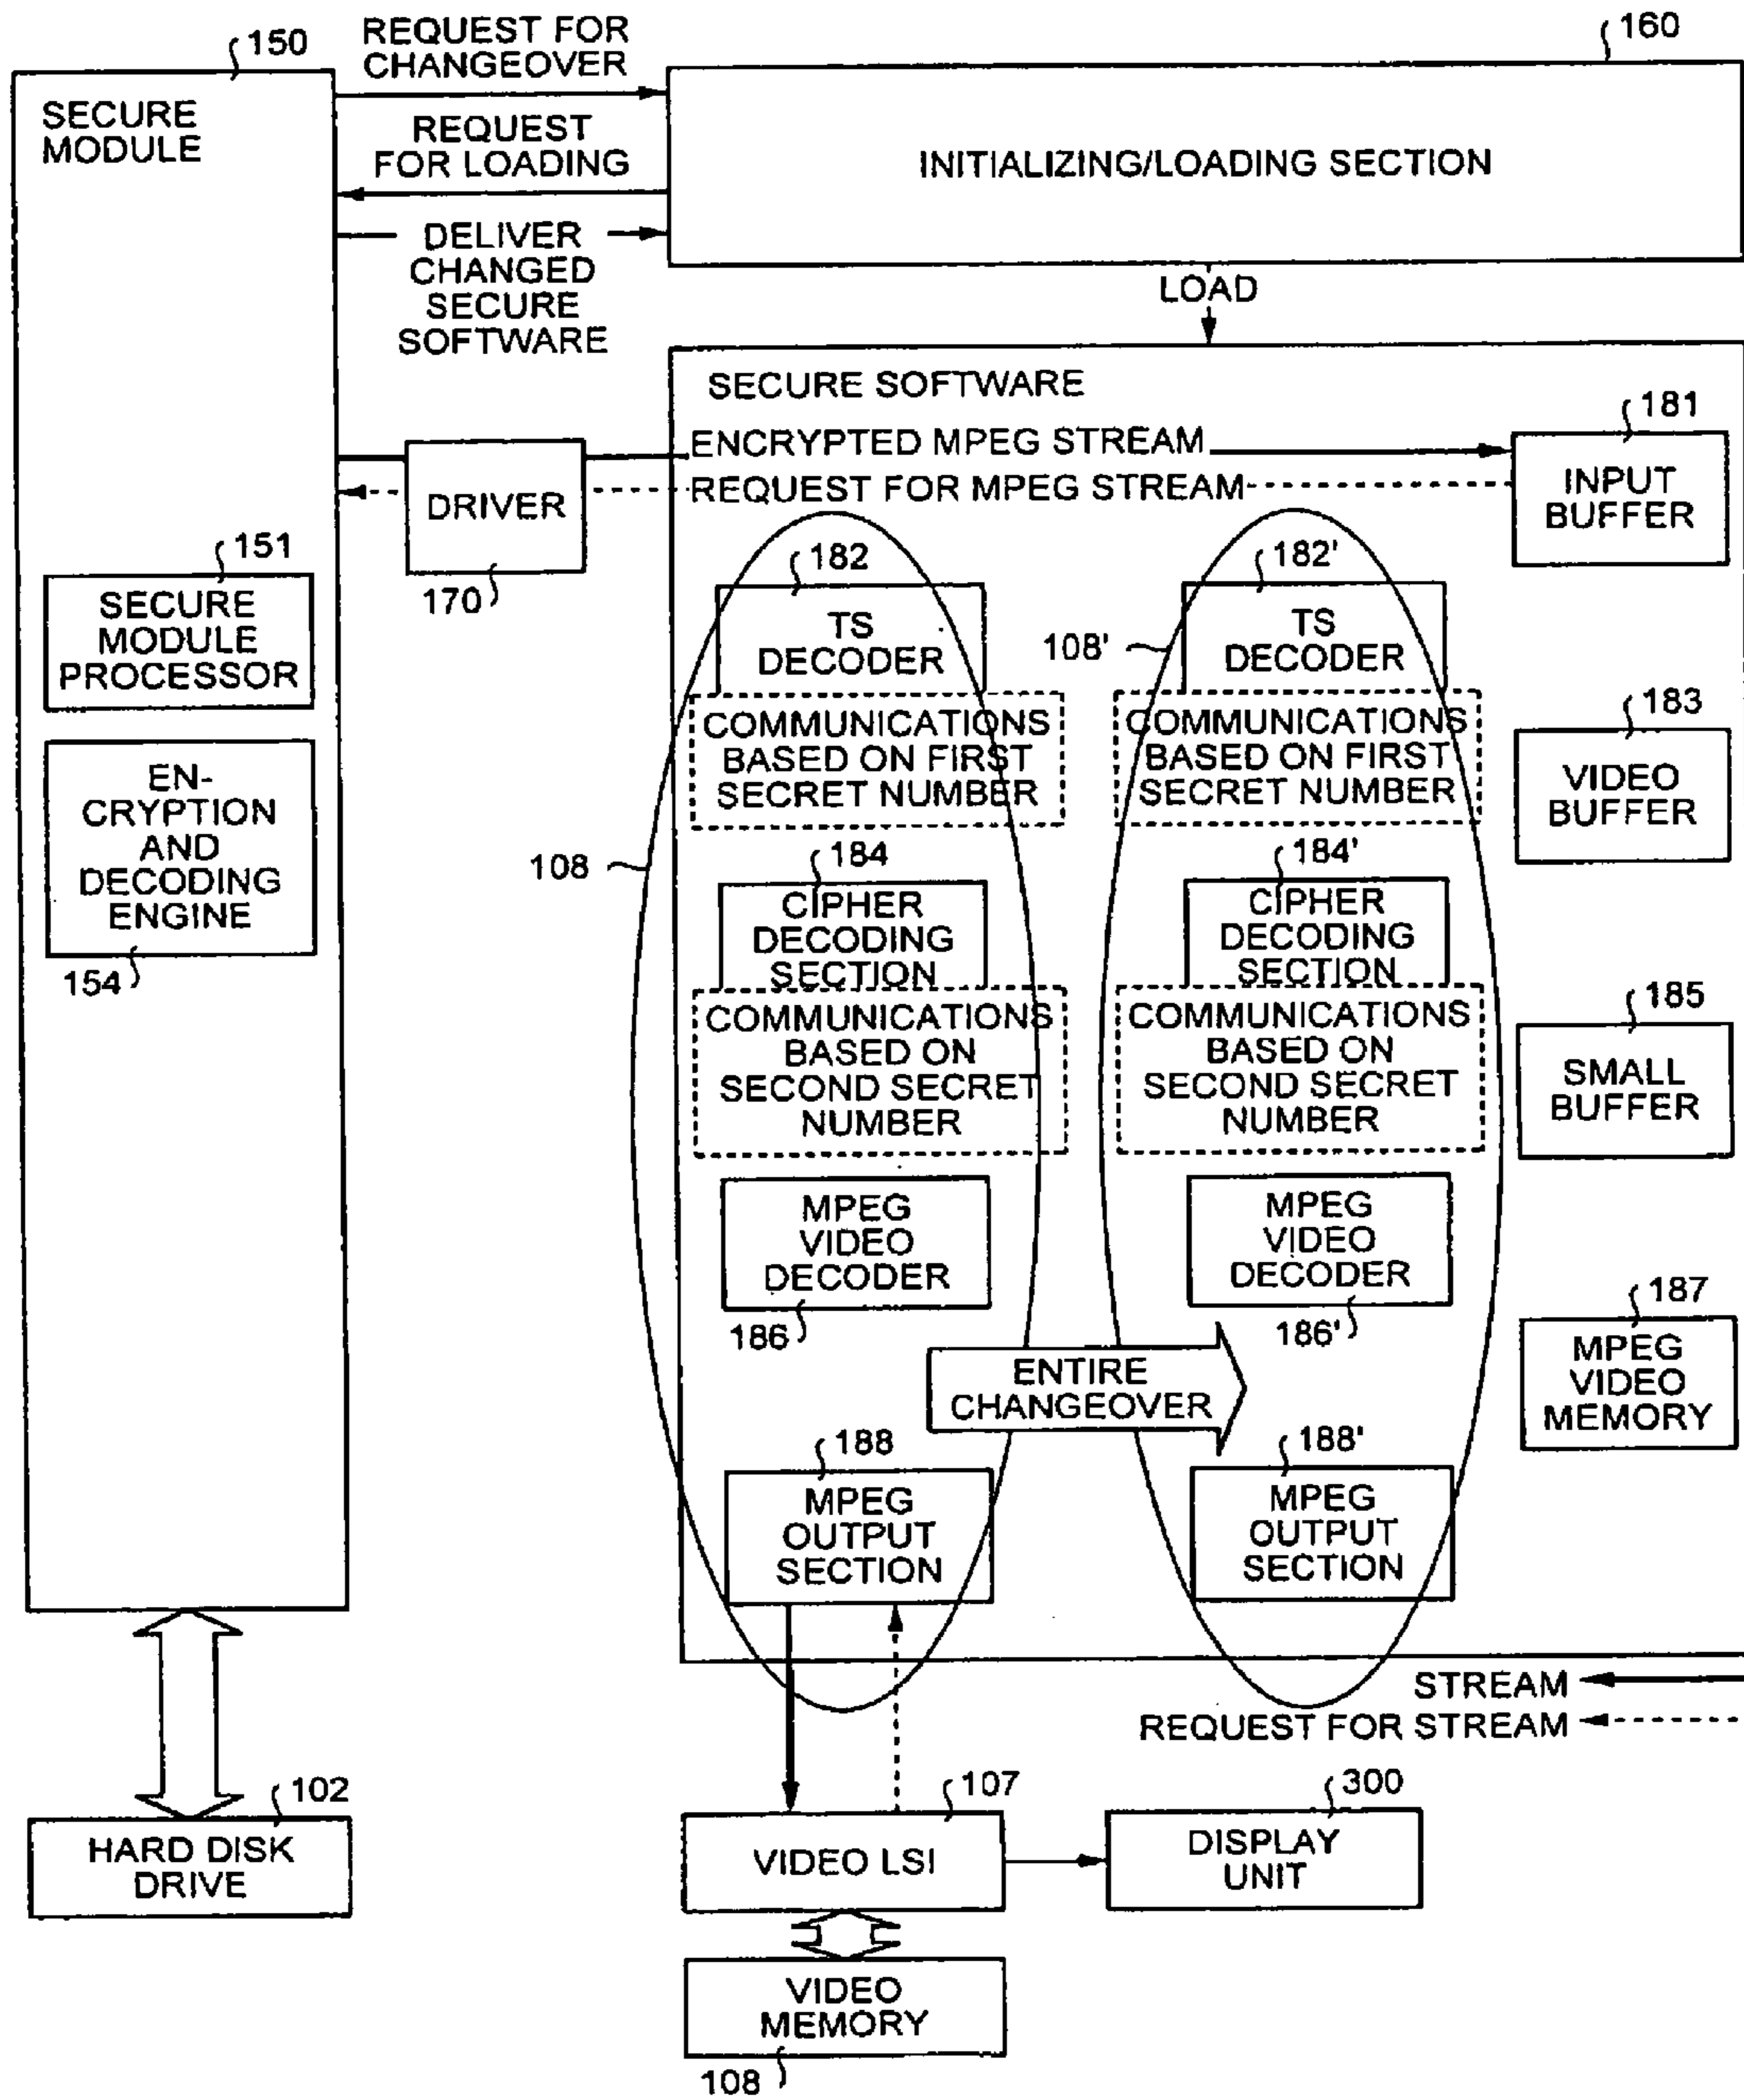 150
REQUEST FOR
CHANGEOVER
160
SECURE
MODULE
REQUEST
FOR LOADING
INITIALIZING/LOADING SECTION
DELIVER
CHANGED
SECURE
SOFTWARE
LOAD
SECURE SOFTWARE
181
ENCRYPTED MPEG STREAM
REQUEST FOR MPEG STREAM
INPUT
BUFFER
DRIVER
170
151
SECURE
MODULE
PROCESSOR
EN-
CRYPTION
AND
DECODING
ENGINE
154
182
TS
DECODER
COMMUNICATIONS
BASED ON FIRST
SECRET NUMBER
108
184
CIPHER
DECODING
SECTION
COMMUNICATIONS
BASED ON
SECOND SECRET
NUMBER
MPEG
VIDEO
DECODER
186
182'
108'
TS
DECODER
COMMUNICATIONS
BASED ON FIRST
SECRET NUMBER
184'
CIPHER
DECODING
SECTION
COMMUNICATIONS
BASED ON
SECOND SECRET
NUMBER
MPEG
VIDEO
DECODER
186'
183
VIDEO
BUFFER
185
SMALL
BUFFER
187
MPEG
VIDEO
MEMORY
ENTIRE
CHANGEOVER
188
MPEG
OUTPUT
SECTION
188'
MPEG
OUTPUT
SECTION
STREAM
REQUEST FOR STREAM
102
HARD DISK
DRIVE
107
VIDEO LSI
300
DISPLAY
UNIT
VIDEO
MEMORY
108